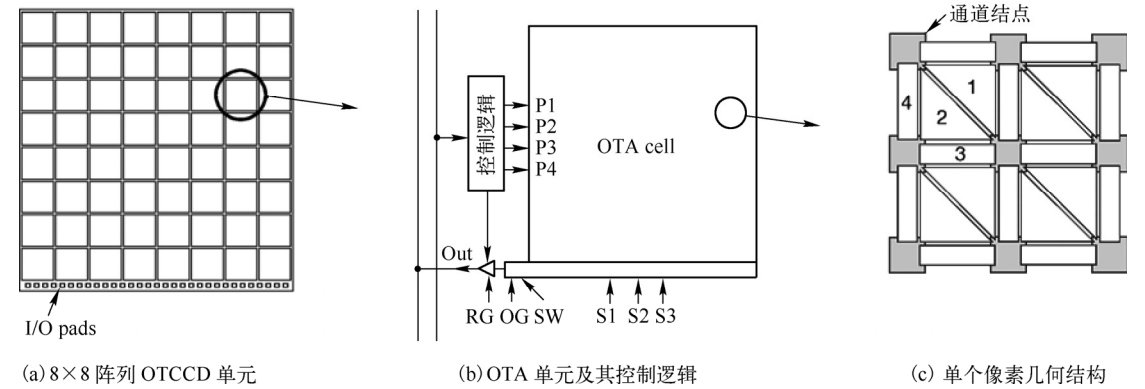 I/O pads
(a) 8×8 阵列 OTCCD 单元
控制逻辑
P1
P2
P3
P4
OTA cell
Out
RG OG SW
S1 S2 S3
(b) OTA 单元及其控制逻辑
通道结点
1
4
2
3
(c) 单个像素几何结构